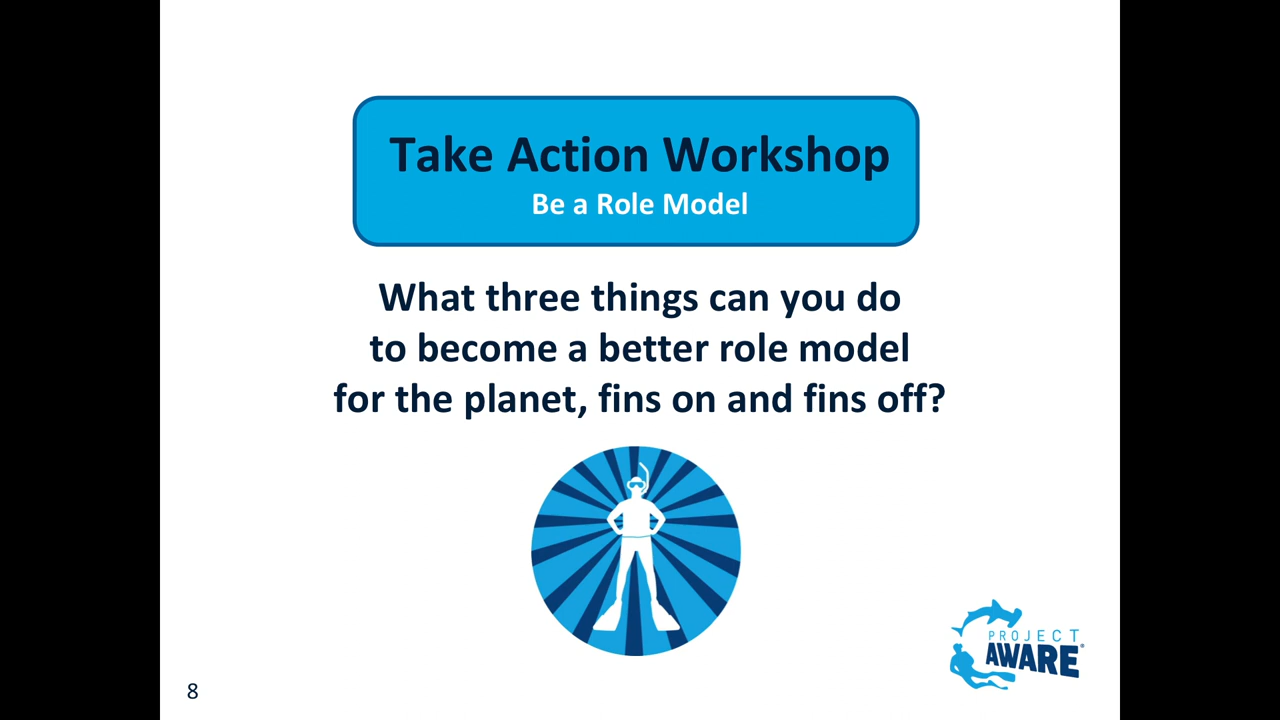 Take Action Workshop
Be a Role Model
What three things can you do
to become a better role model
for the planet, fins on and fins off?
PROJECT
AWARE®
8